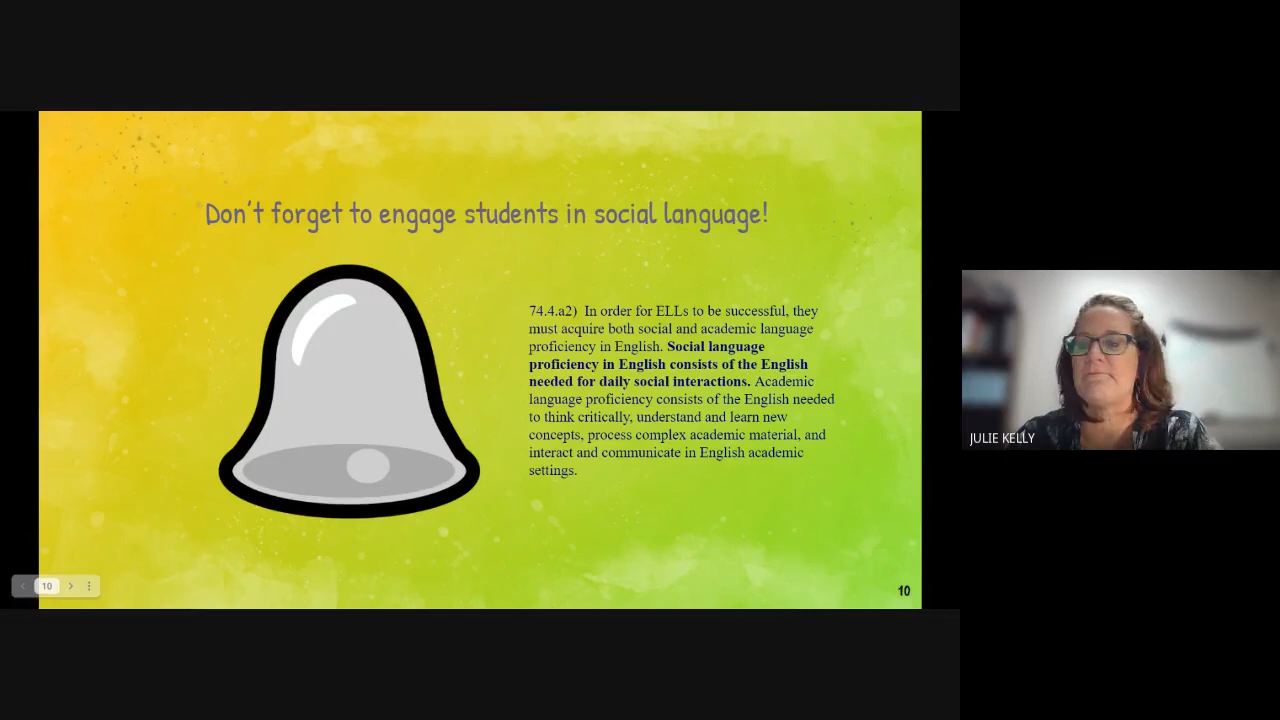 Don't forget to engage students in social language!
74.4.a2) In order for ELLs to be successful, they
must acquire both social and academic language
proficiency in English. Social language
proficiency in English consists of the English
needed for daily social interactions. Academic
language proficiency consists of the English needed
to think critically, understand and learn new
concepts, process complex academic material, and
interact and communicate in English academic
settings.
JULIE KELLY
10
10